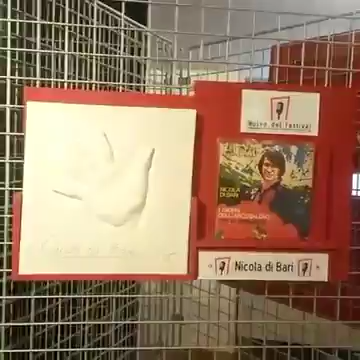 Museo del Festival
NICOLA
DI BARI
I GIORNI
DELL'ARCOBALENO
Nicola di Bari